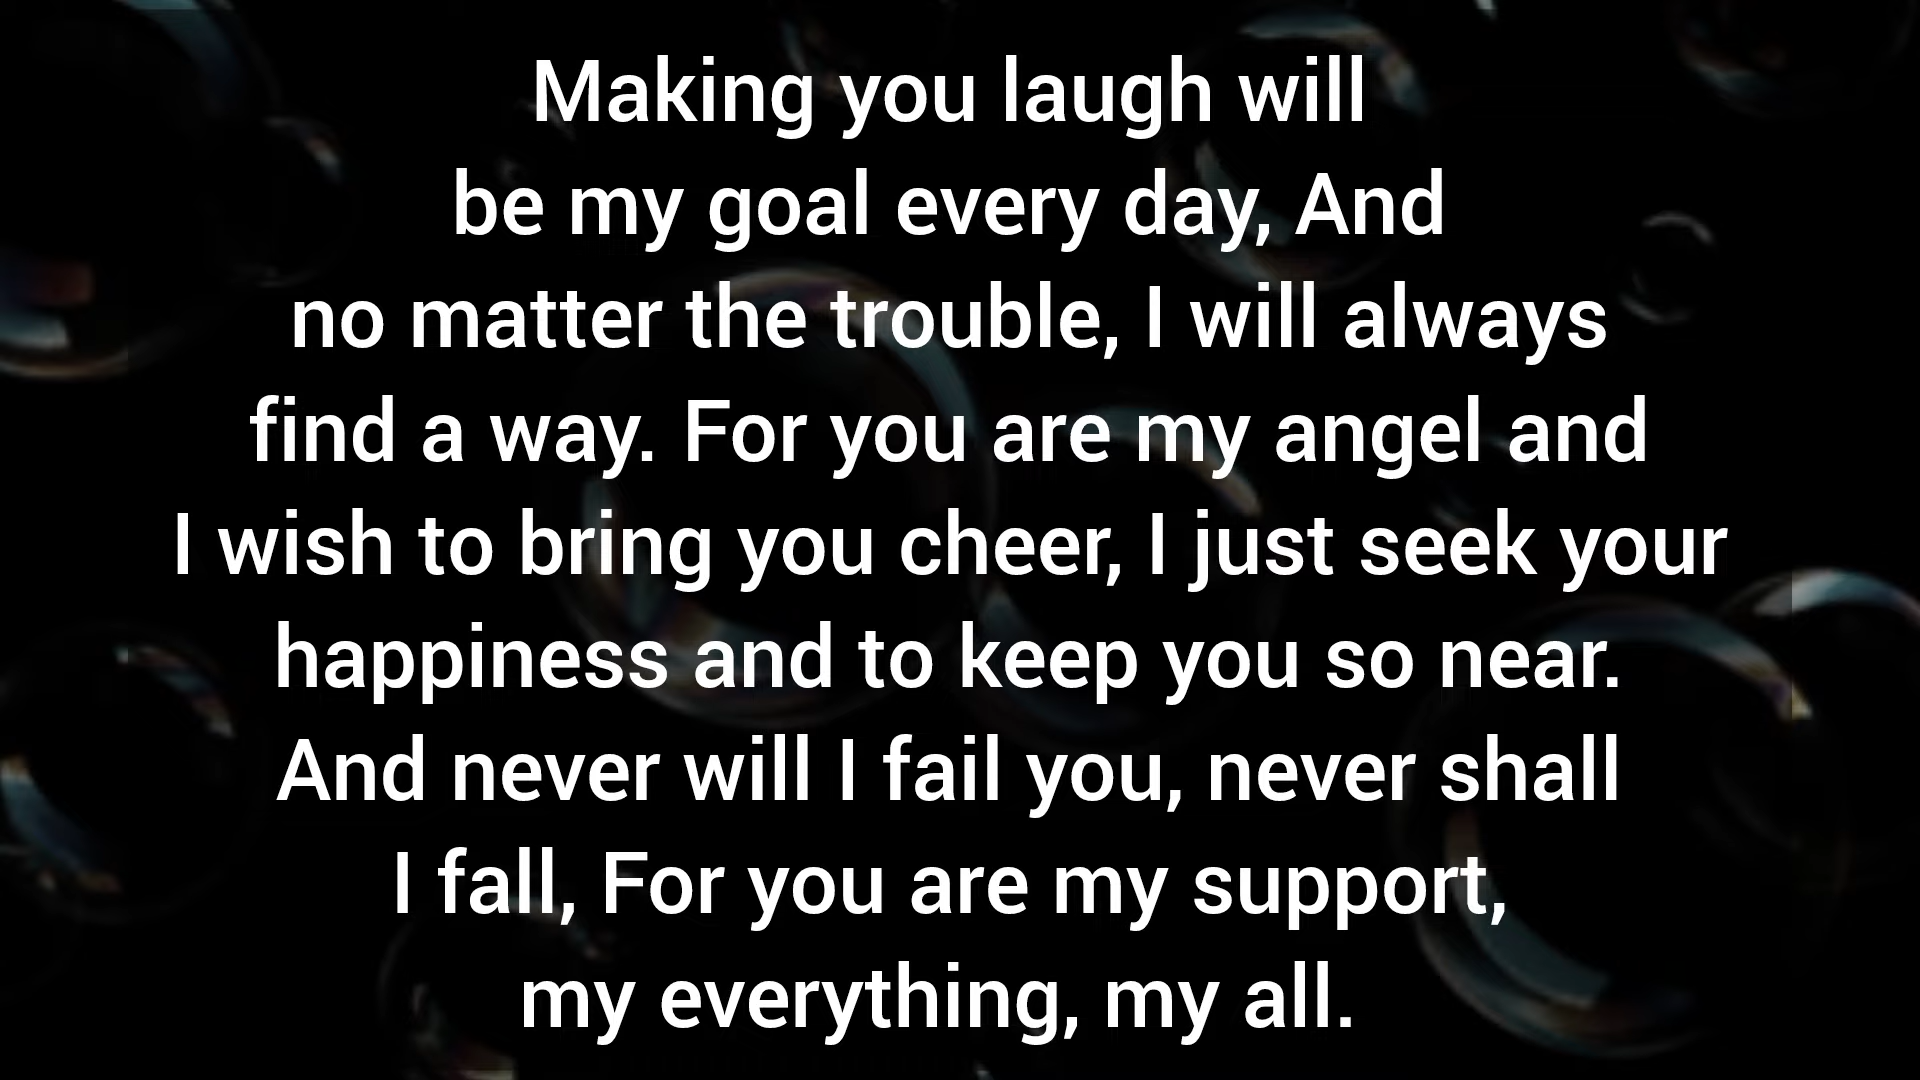 Making you laugh will
be my goal every day, And
no matter the trouble, I will always
find a way. For you are my angel and
I wish to bring you cheer, I just seek your
happiness and to keep you so near.
And never will I fail you, never shall
I fall, For you are my support,
my everything, my all.